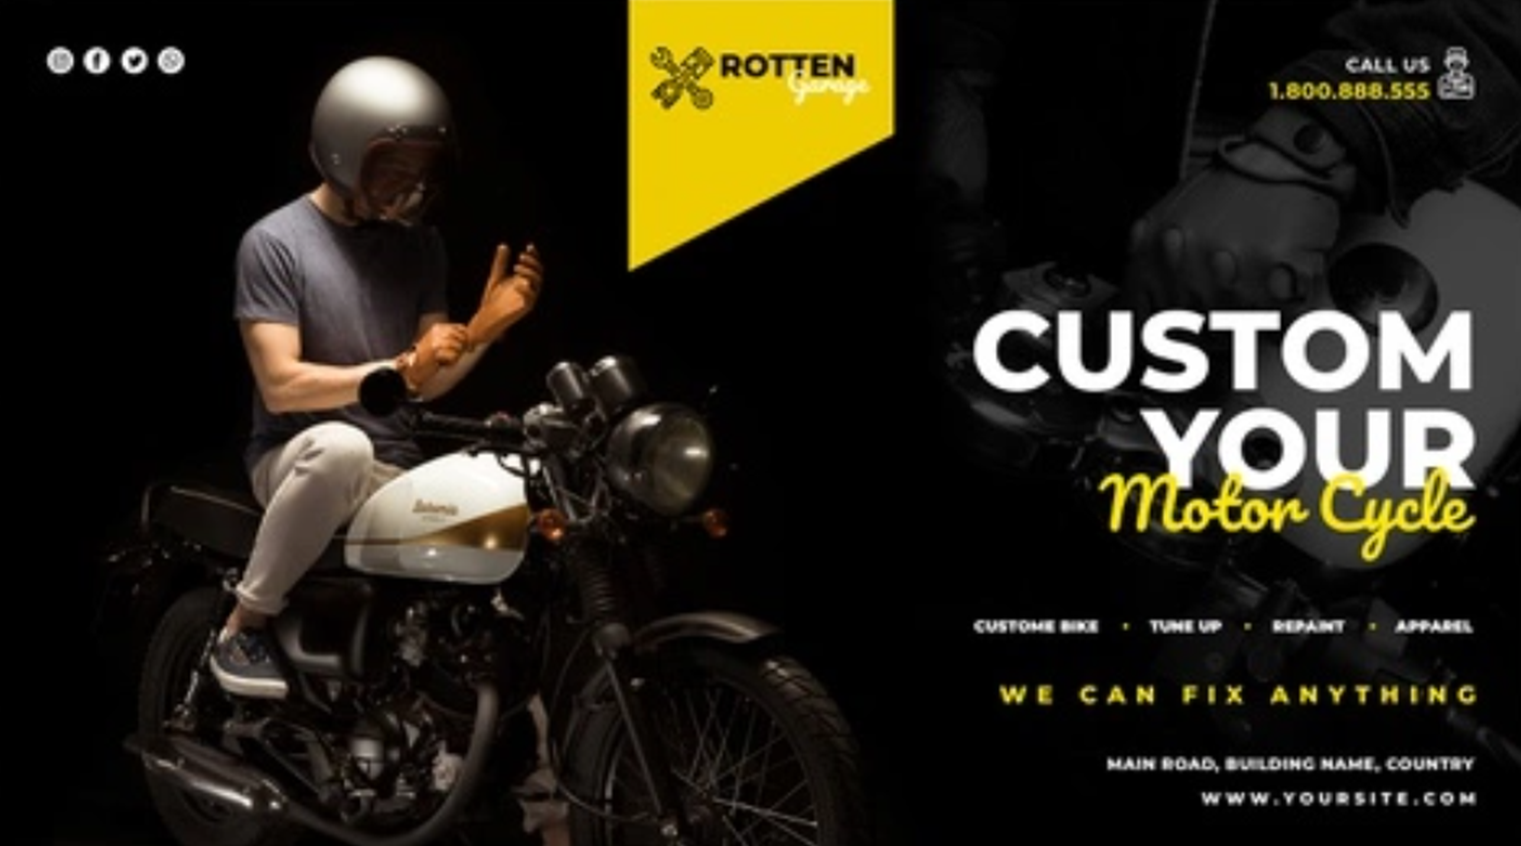 ROTTEN
Garage
CALL US
1.800.888.555
CUSTOM
YOUR
Motor Cycle
CUSTOME BIKE • TUNE UP • REPAINT • APPAREL
WE CAN FIX ANYTHING
MAIN ROAD, BUILDING NAME, COUNTRY
WWW.YOURSITE.COM